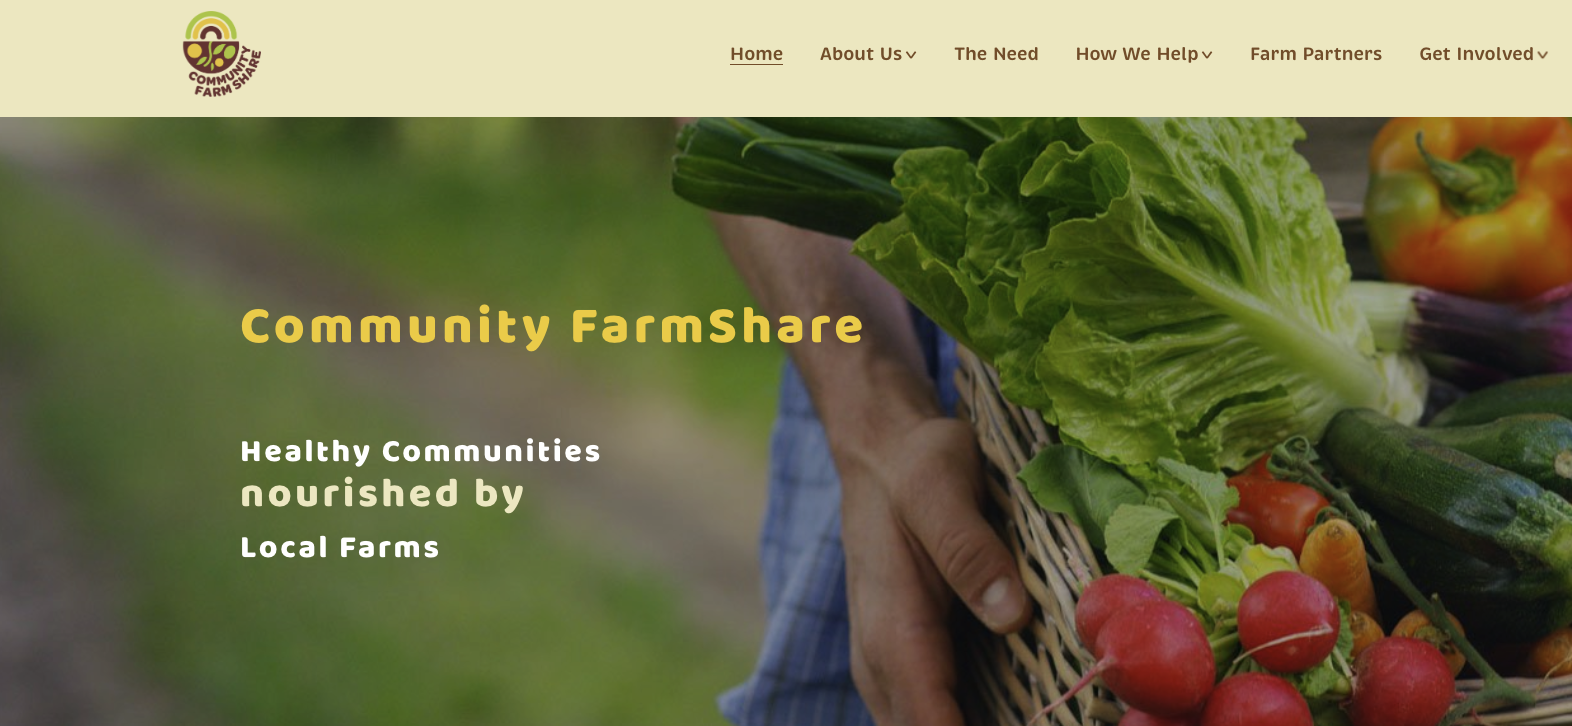 COMMUNITY
FARM SHARE
Home About Us The Need How We Help Farm Partners Get Involved
Community FarmShare
Healthy Communities
nourished by
Local Farms